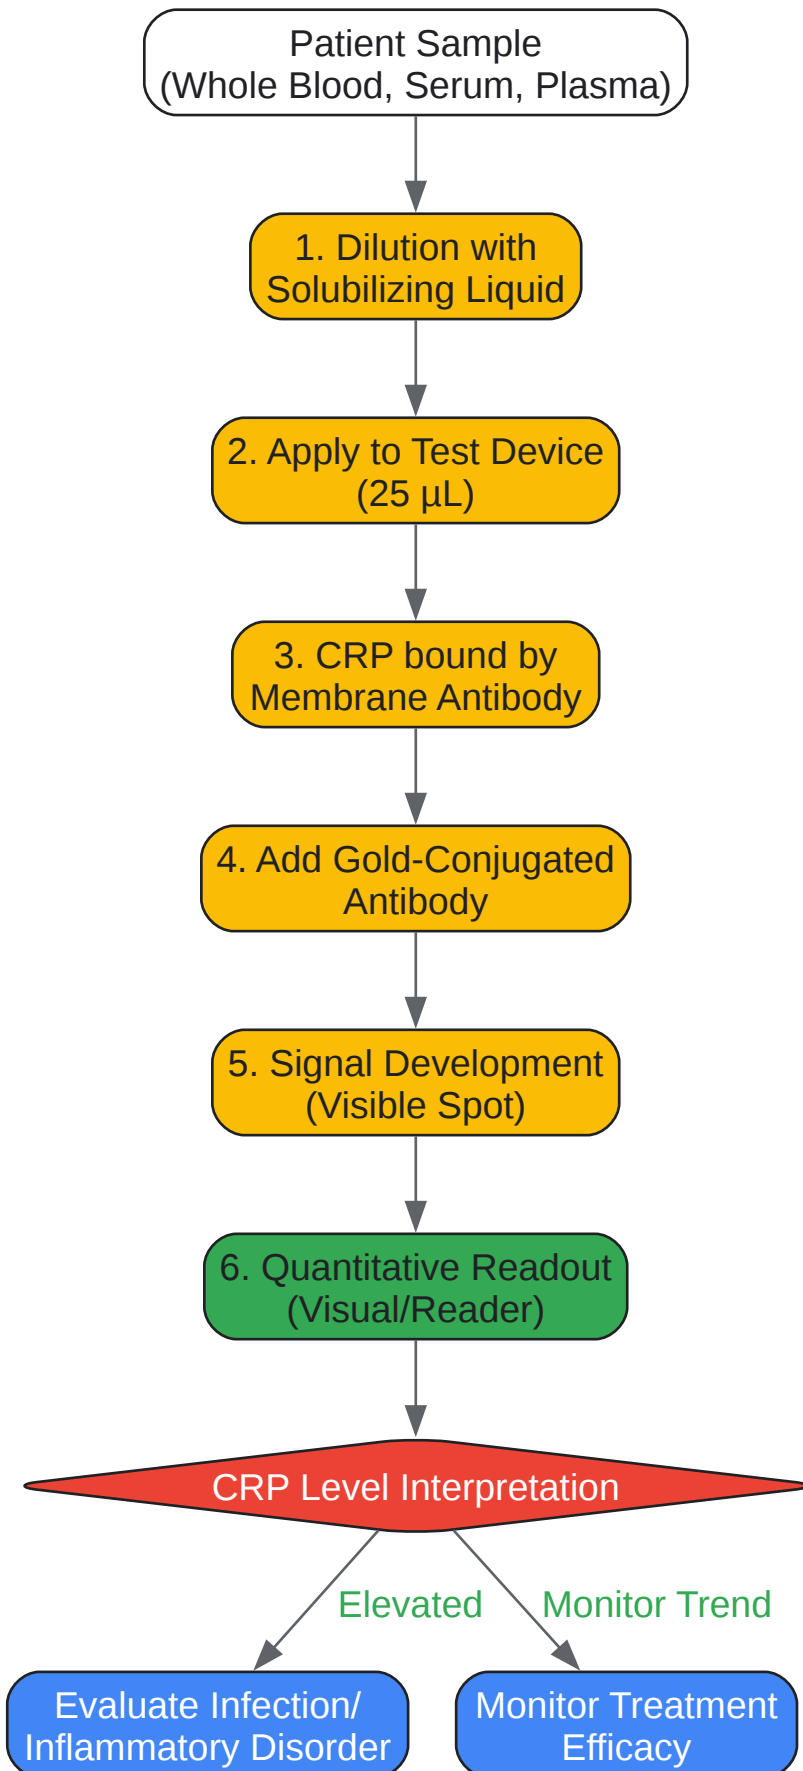 Patient Sample
(Whole Blood, Serum, Plasma)
1. Dilution with
Solubilizing Liquid
2. Apply to Test Device
(25 µL)
3. CRP bound by
Membrane Antibody
4. Add Gold-Conjugated
Antibody
5. Signal Development
(Visible Spot)
6. Quantitative Readout
(Visual/Reader)
CRP Level Interpretation
Elevated
Monitor Trend
Evaluate Infection/
Inflammatory Disorder
Monitor Treatment
Efficacy